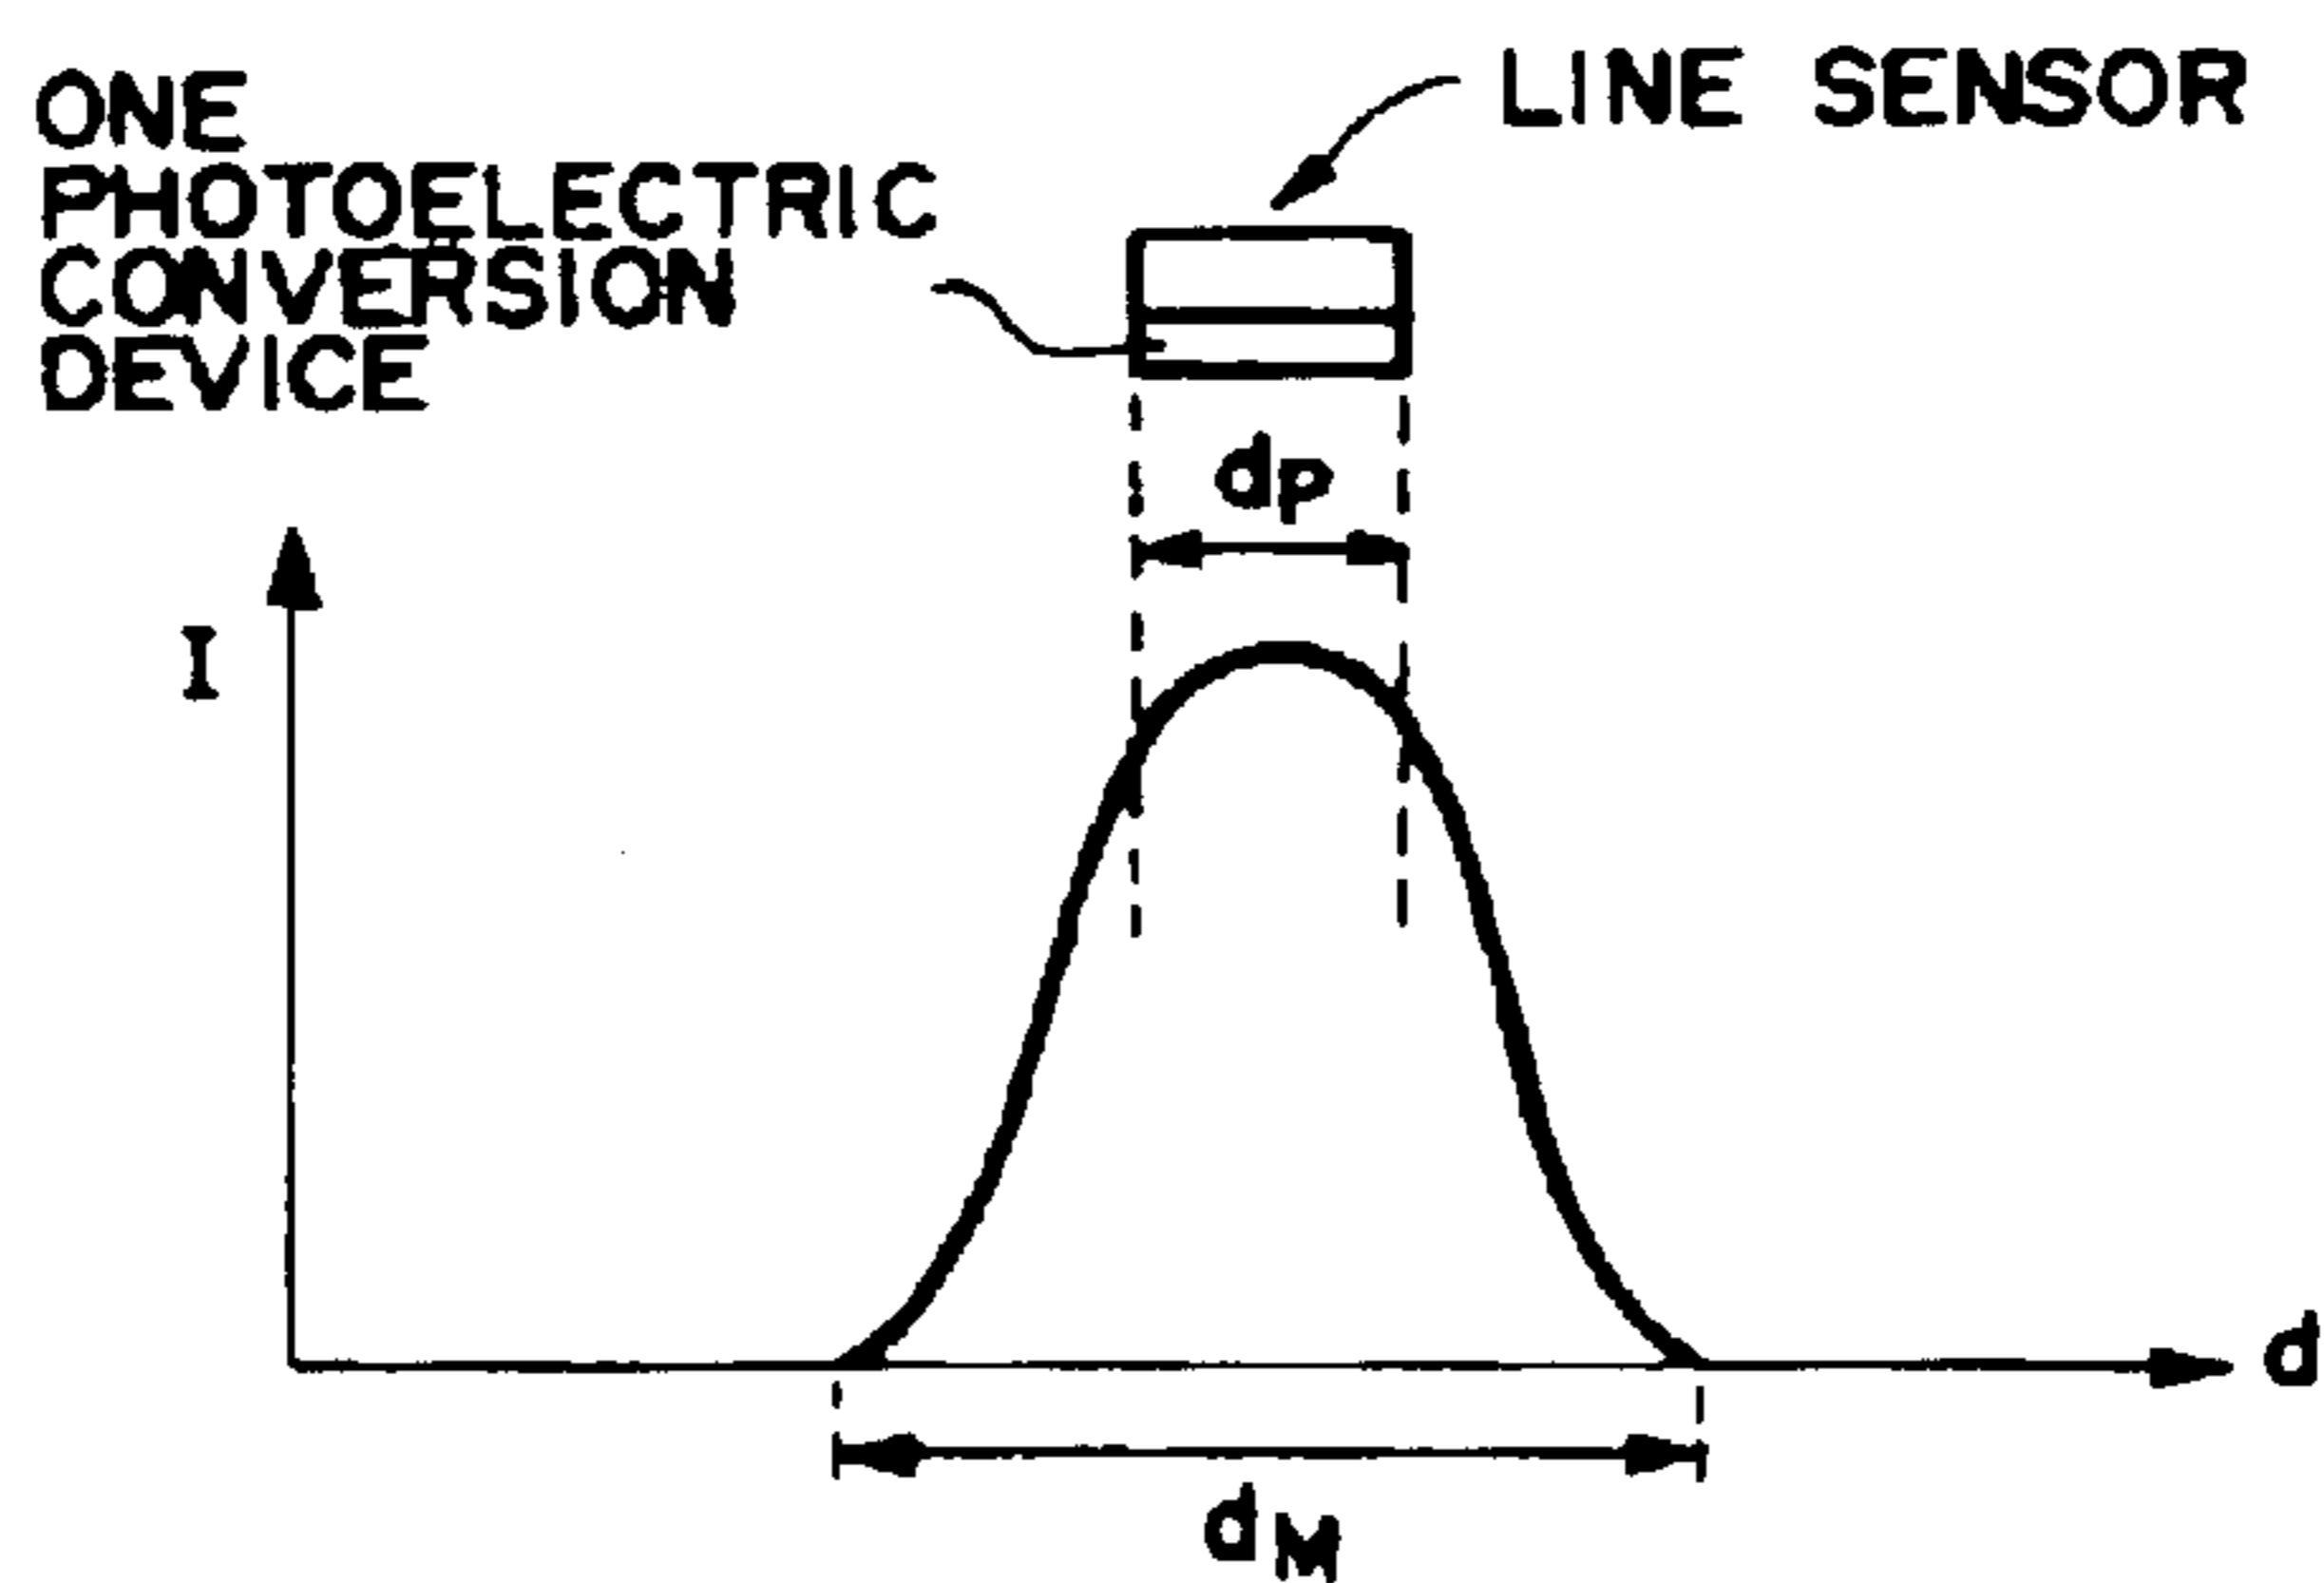 LINE SENSOR
ONE
PHOTOELECTRIC
CONVERSION
DEVICE
dP
I
d
dM